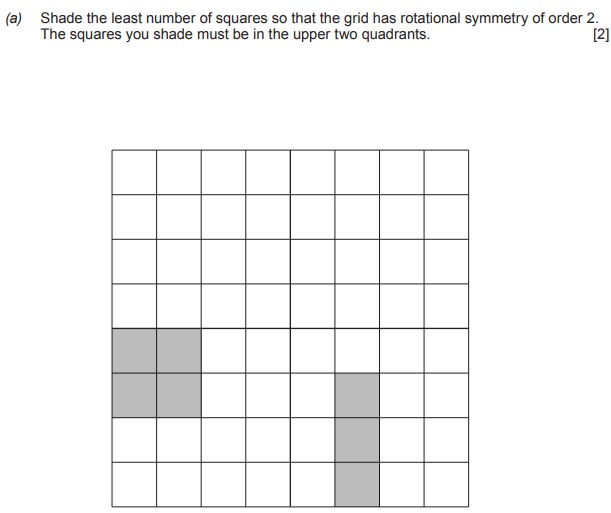 (a) Shade the least number of squares so that the grid has rotational symmetry of order 2.
The squares you shade must be in the upper two quadrants. [2]